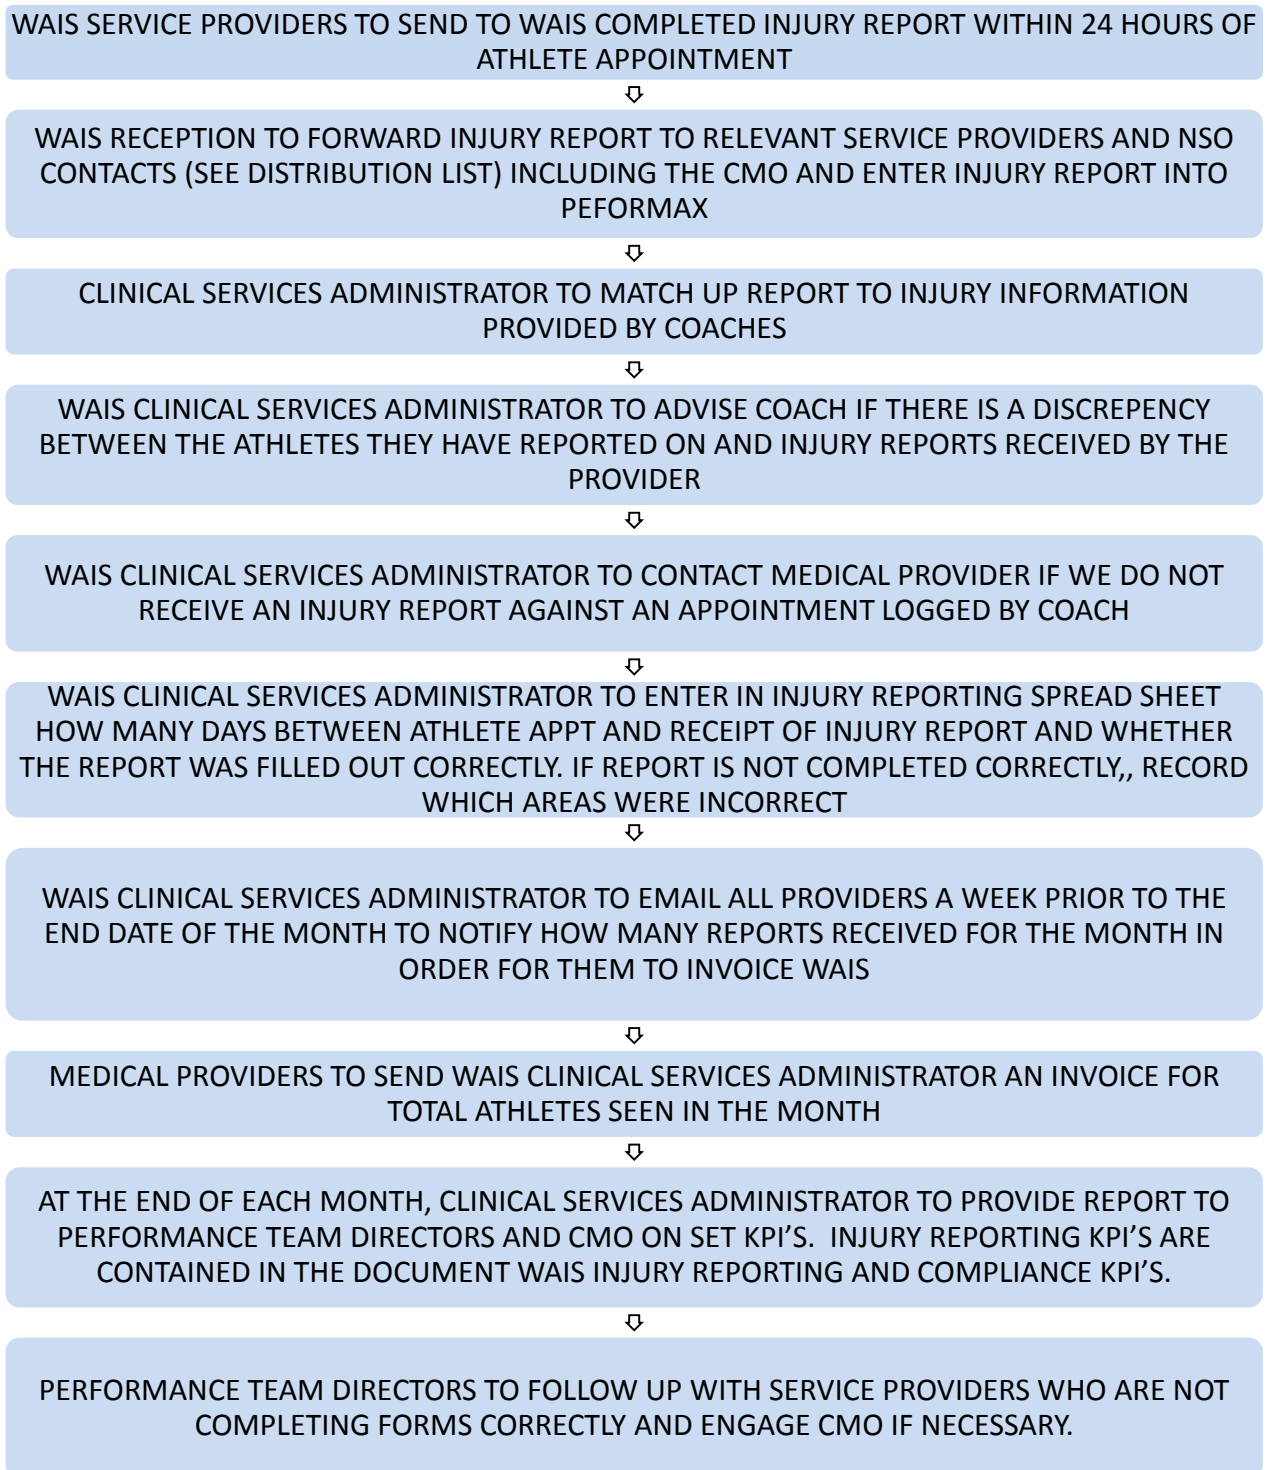 WAIS SERVICE PROVIDERS TO SEND TO WAIS COMPLETED INJURY REPORT WITHIN 24 HOURS OF
ATHLETE APPOINTMENT
WAIS RECEPTION TO FORWARD INJURY REPORT TO RELEVANT SERVICE PROVIDERS AND NSO
CONTACTS (SEE DISTRIBUTION LIST) INCLUDING THE CMO AND ENTER INJURY REPORT INTO
PEFORMAX
CLINICAL SERVICES ADMINISTRATOR TO MATCH UP REPORT TO INJURY INFORMATION
PROVIDED BY COACHES
WAIS CLINICAL SERVICES ADMINISTRATOR TO ADVISE COACH IF THERE IS A DISCREPENCY
BETWEEN THE ATHLETES THEY HAVE REPORTED ON AND INJURY REPORTS RECEIVED BY THE
PROVIDER
WAIS CLINICAL SERVICES ADMINISTRATOR TO CONTACT MEDICAL PROVIDER IF WE DO NOT
RECEIVE AN INJURY REPORT AGAINST AN APPOINTMENT LOGGED BY COACH
WAIS CLINICAL SERVICES ADMINISTRATOR TO ENTER IN INJURY REPORTING SPREAD SHEET
HOW MANY DAYS BETWEEN ATHLETE APPT AND RECEIPT OF INJURY REPORT AND WHETHER
THE REPORT WAS FILLED OUT CORRECTLY. IF REPORT IS NOT COMPLETED CORRECTLY,, RECORD
WHICH AREAS WERE INCORRECT
WAIS CLINICAL SERVICES ADMINISTRATOR TO EMAIL ALL PROVIDERS A WEEK PRIOR TO THE
END DATE OF THE MONTH TO NOTIFY HOW MANY REPORTS RECEIVED FOR THE MONTH IN
ORDER FOR THEM TO INVOICE WAIS
MEDICAL PROVIDERS TO SEND WAIS CLINICAL SERVICES ADMINISTRATOR AN INVOICE FOR
TOTAL ATHLETES SEEN IN THE MONTH
AT THE END OF EACH MONTH, CLINICAL SERVICES ADMINISTRATOR TO PROVIDE REPORT TO
PERFORMANCE TEAM DIRECTORS AND CMO ON SET KPI’S.  INJURY REPORTING KPI’S ARE
CONTAINED IN THE DOCUMENT WAIS INJURY REPORTING AND COMPLIANCE KPI’S.
PERFORMANCE TEAM DIRECTORS TO FOLLOW UP WITH SERVICE PROVIDERS WHO ARE NOT
COMPLETING FORMS CORRECTLY AND ENGAGE CMO IF NECESSARY.